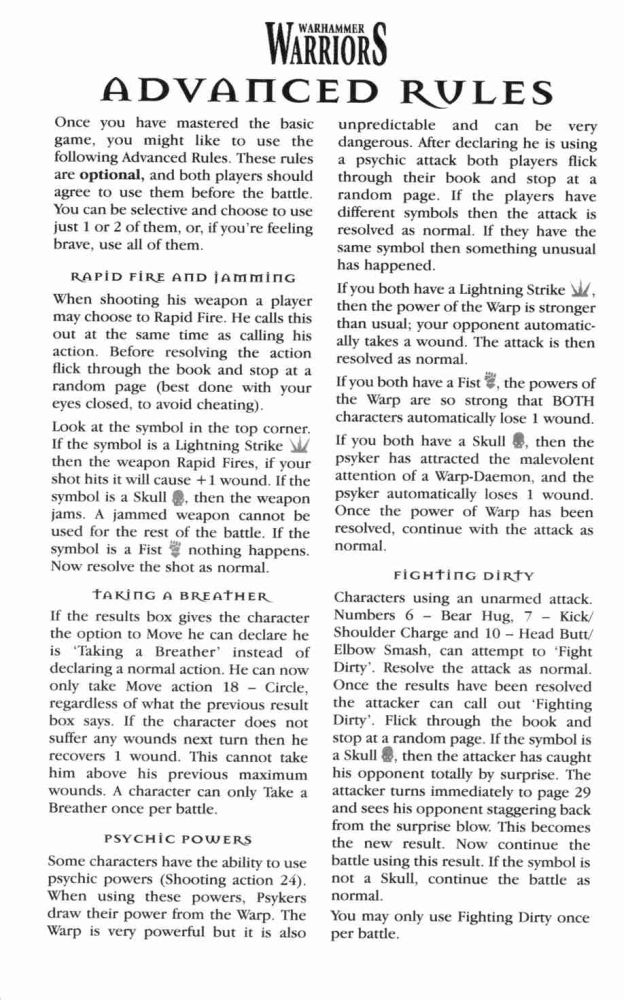 WARHAMMER
WARRIORS
ADVANCED RULES
Once you have mastered the basic
game, you might like to use the
following Advanced Rules. These rules
are optional, and both players should
agree to use them before the battle.
You can be selective and choose to use
just 1 or 2 of them, or, if you're feeling
brave, use all of them.
RAPID FIRE AND JAMMING
When shooting his weapon a player
may choose to Rapid Fire. He calls this
out at the same time as calling his
action. Before resolving the action
flick through the book and stop at a
random page (best done with your
eyes closed, to avoid cheating).
Look at the symbol in the top corner.
If the symbol is a Lightning Strike
then the weapon Rapid Fires, if your
shot hits it will cause +1 wound. If the
symbol is a Skull , then the weapon
jams. A jammed weapon cannot be
used for the rest of the battle. If the
symbol is a Fist nothing happens.
Now resolve the shot as normal.
TAKING A BREATHER
If the results box gives the character
the option to Move he can declare he
is 'Taking a Breather' instead of
declaring a normal action. He can now
only take Move action 18 – Circle,
regardless of what the previous result
box says. If the character does not
suffer any wounds next turn then he
recovers 1 wound. This cannot take
him above his previous maximum
wounds. A character can only Take a
Breather once per battle.
PSYCHIC POWERS
Some characters have the ability to use
psychic powers (Shooting action 24).
When using these powers, Psykers
draw their power from the Warp. The
Warp is very powerful but it is also
unpredictable and can be very
dangerous. After declaring he is using
a psychic attack both players flick
through their book and stop at a
random page. If the players have
different symbols then the attack is
resolved as normal. If they have the
same symbol then something unusual
has happened.
If you both have a Lightning Strike ,
then the power of the Warp is stronger
than usual; your opponent automatic-
ally takes a wound. The attack is then
resolved as normal.
If you both have a Fist , the powers of
the Warp are so strong that BOTH
characters automatically lose 1 wound.
If you both have a Skull , then the
psyker has attracted the malevolent
attention of a Warp-Daemon, and the
psyker automatically loses 1 wound.
Once the power of Warp has been
resolved, continue with the attack as
normal.
FIGHTING DIRTY
Characters using an unarmed attack.
Numbers 6 – Bear Hug, 7 – Kick/
Shoulder Charge and 10 – Head Butt/
Elbow Smash, can attempt to 'Fight
Dirty'. Resolve the attack as normal.
Once the results have been resolved
the attacker can call out 'Fighting
Dirty'. Flick through the book and
stop at a random page. If the symbol is
a Skull , then the attacker has caught
his opponent totally by surprise. The
attacker turns immediately to page 29
and sees his opponent staggering back
from the surprise blow. This becomes
the new result. Now continue the
battle using this result. If the symbol is
not a Skull, continue the battle as
normal.
You may only use Fighting Dirty once
per battle.